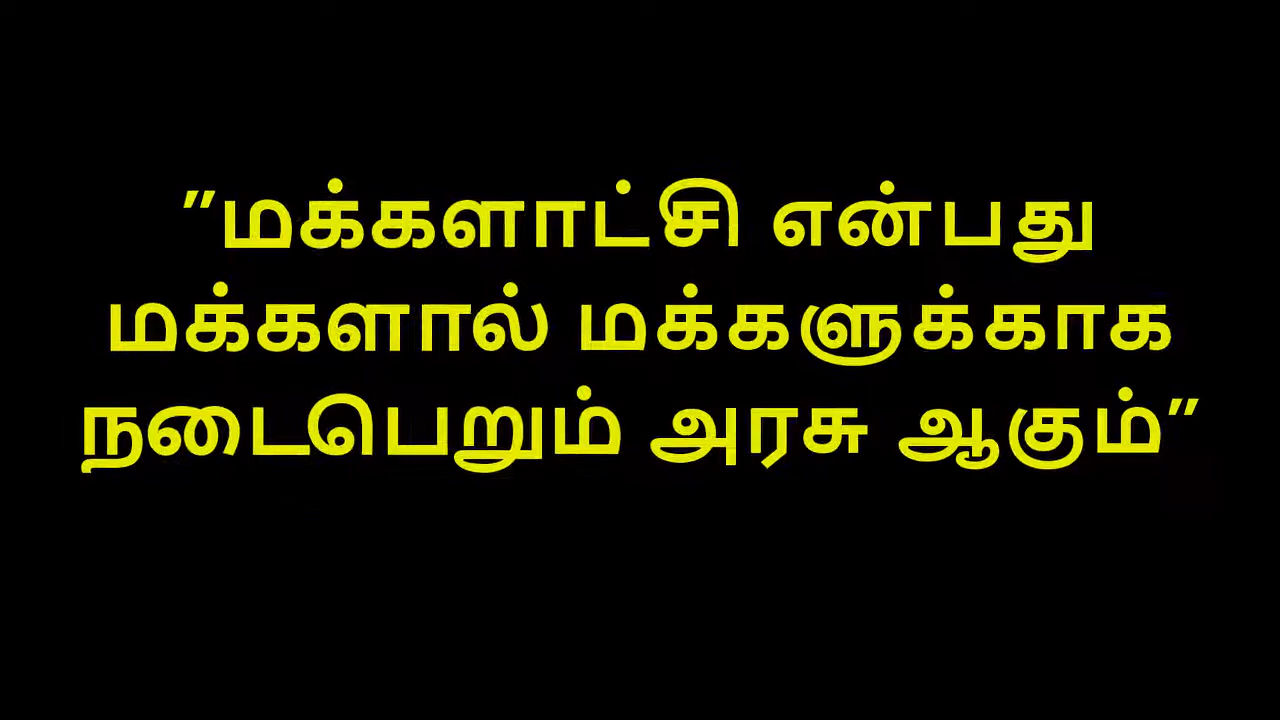 ”மக்களாட்சி என்பது
மக்களால் மக்களுக்காக
நடைபெறும் அரசு ஆகும்”